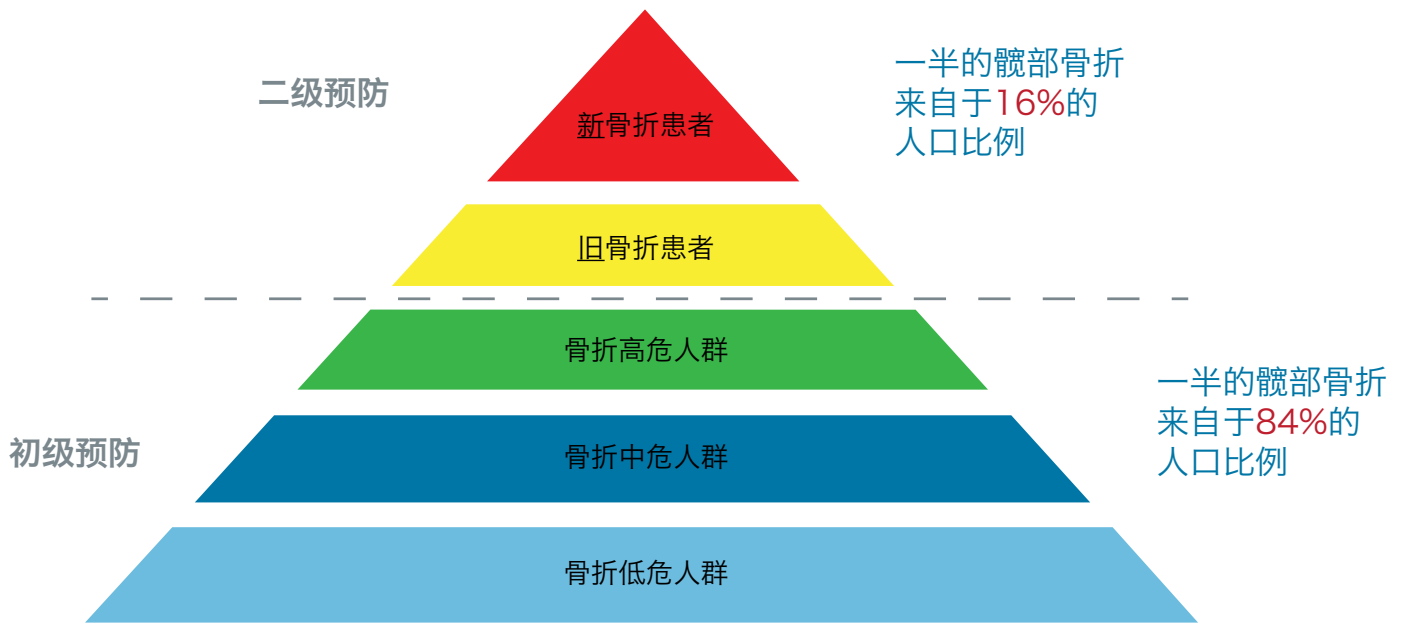 二级预防
一半的髋部骨折
来自于16%的
人口比例
新骨折患者
旧骨折患者
骨折高危人群
一半的髋部骨折
来自于84%的
人口比例
初级预防
骨折中危人群
骨折低危人群